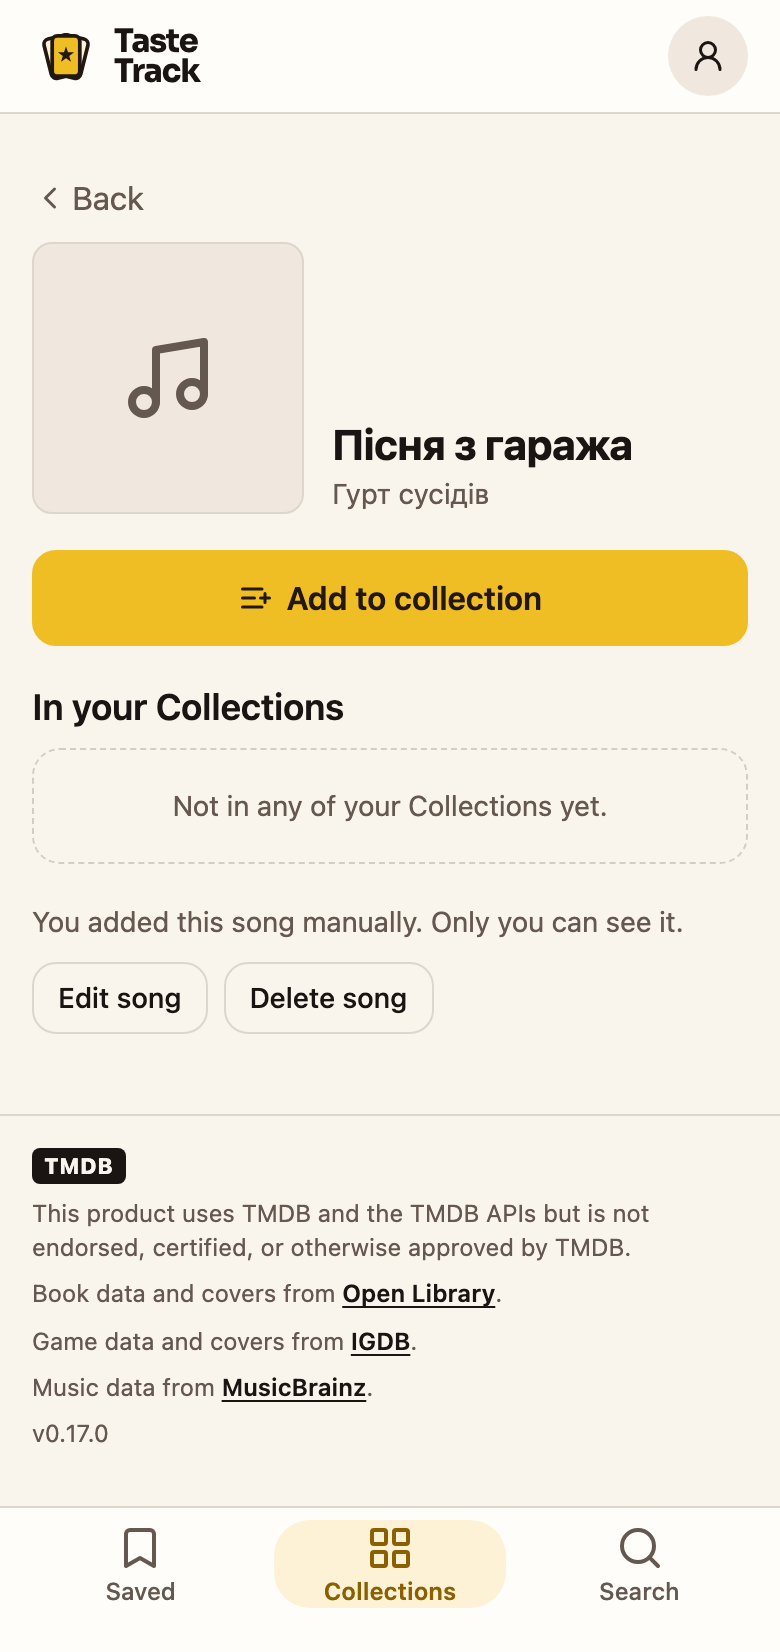 Taste
Track
Back
Пісня з гаража
Гурт сусідів
Add to collection
In your Collections
Not in any of your Collections yet.
You added this song manually. Only you can see it.
Edit song
Delete song
TMDB
This product uses TMDB and the TMDB APIs but is not
endorsed, certified, or otherwise approved by TMDB.
Book data and covers from Open Library.
Game data and covers from IGDB.
Music data from MusicBrainz.
v0.17.0
Saved
Collections
Search